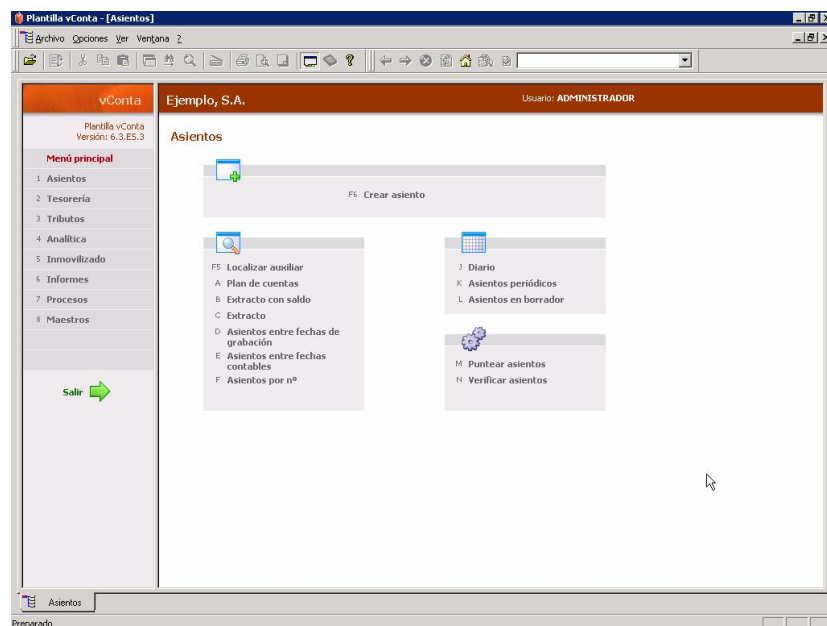 Plantilla vConta - [Asientos]
Archivo Opciones Ver Ventana ?
vConta
Ejemplo, S.A.
Usuario: ADMINISTRADOR
Plantilla vConta
Versión: 6.3.ES.3
Menú principal
1 Asientos
2 Tesorería
3 Tributos
4 Analítica
5 Inmovilizado
6 Informes
7 Procesos
8 Maestros
Salir
Asientos
F6 Crear asiento
F5 Localizar auxiliar
A Plan de cuentas
B Extracto con saldo
C Extracto
D Asientos entre fechas de
grabación
E Asientos entre fechas
contables
F Asientos por nº
J Diario
K Asientos periódicos
L Asientos en borrador
M Puntear asientos
N Verificar asientos
Asientos
Preparado